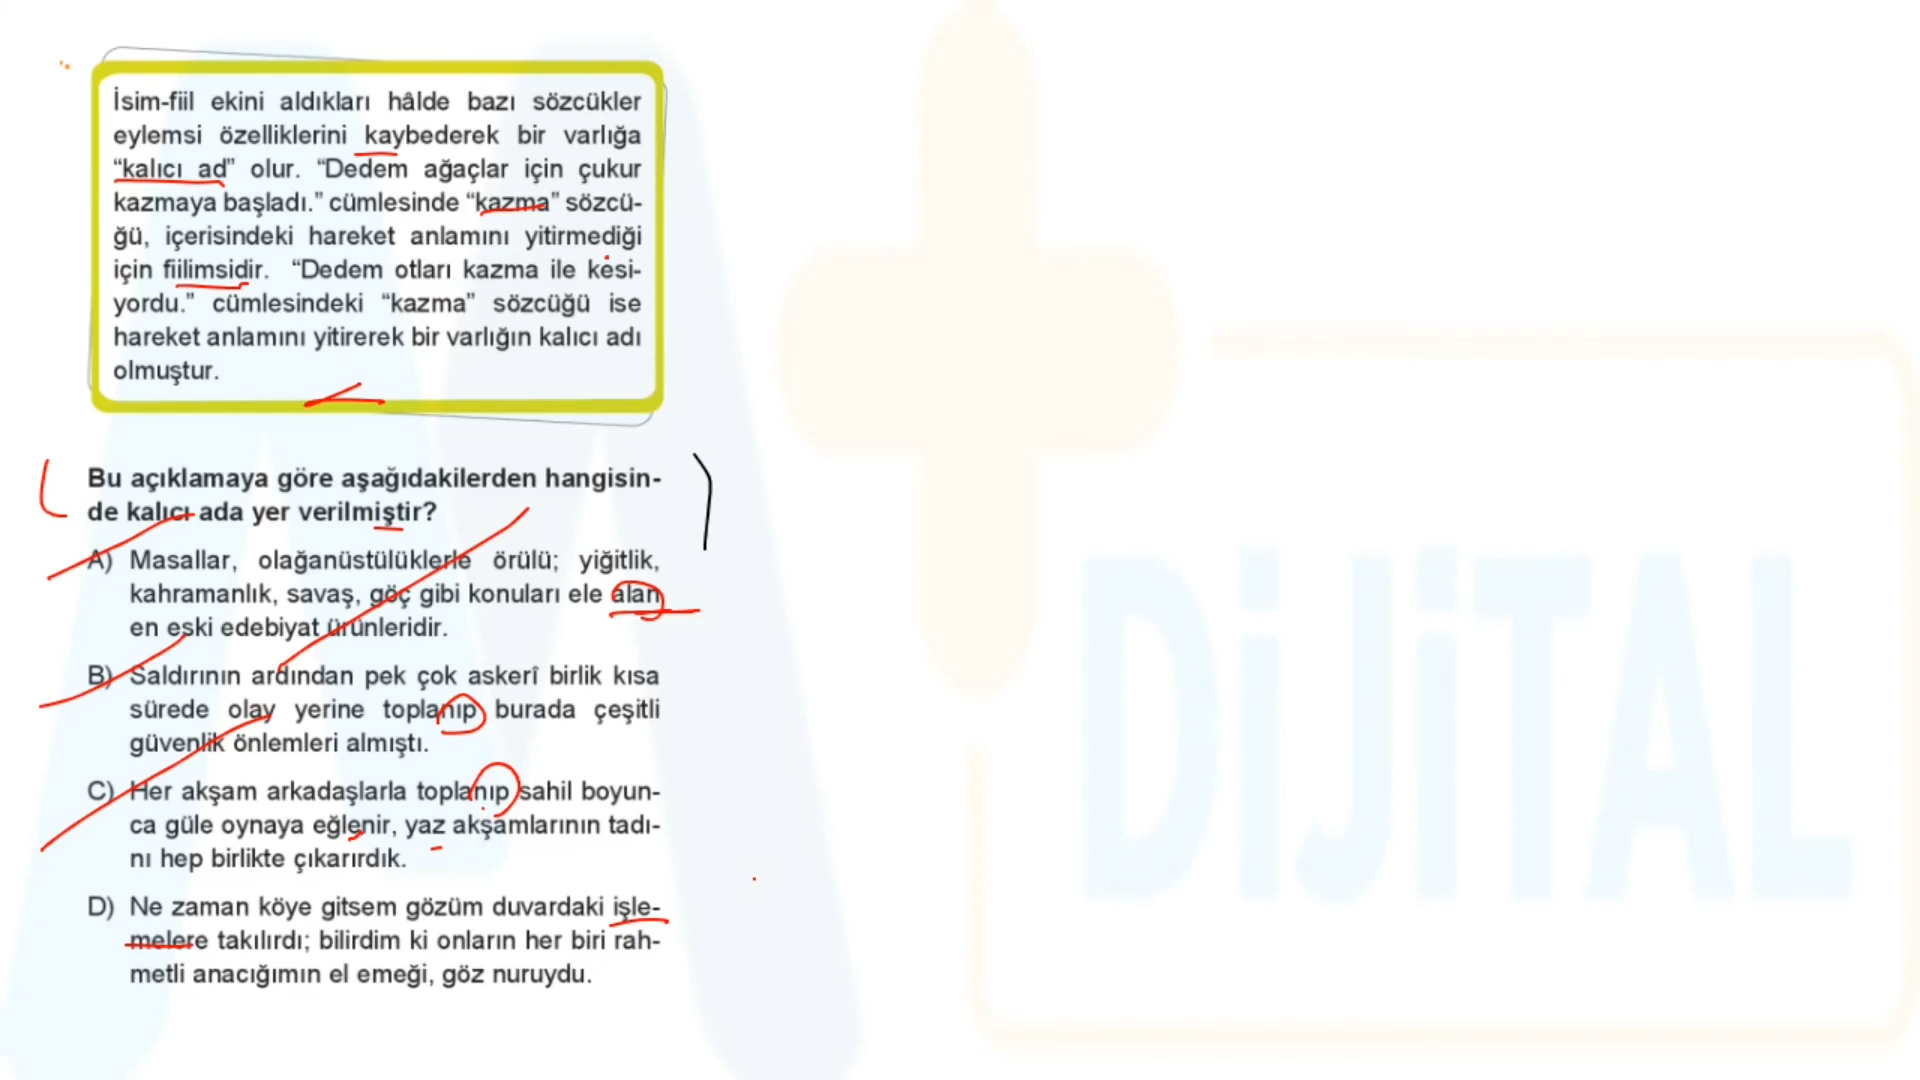 İsim-fiil ekini aldıkları hâlde bazı sözcükler
eylemsi özelliklerini kaybederek bir varlığa
“kalıcı ad” olur. “Dedem ağaçlar için çukur
kazmaya başladı.” cümlesinde “kazma” sözcü-
ğü, içerisindeki hareket anlamını yitirmediği
için fiilimsidir. “Dedem otları kazma ile kesi-
yordu.” cümlesindeki “kazma” sözcüğü ise
hareket anlamını yitirerek bir varlığın kalıcı adı
olmuştur.
Bu açıklamaya göre aşağıdakilerden hangisin-
de kalıcı ada yer verilmiştir?
A) Masallar, olağanüstülüklerle örülü; yiğitlik,
kahramanlık, savaş, göç gibi konuları ele alan
en eski edebiyat ürünleridir.
B) Saldırının ardından pek çok askerî birlik kısa
sürede olay yerine toplanıp burada çeşitli
güvenlik önlemleri almıştı.
C) Her akşam arkadaşlarla toplanıp sahil boyun-
ca güle oynaya eğlenir, yaz akşamlarının tadı-
nı hep birlikte çıkarırdık.
D) Ne zaman köye gitsem gözüm duvardaki işle-
melere takılırdı; bilirdim ki onların her biri rah-
metli anacığımın el emeği, göz nuruydu.
DİJİTAL